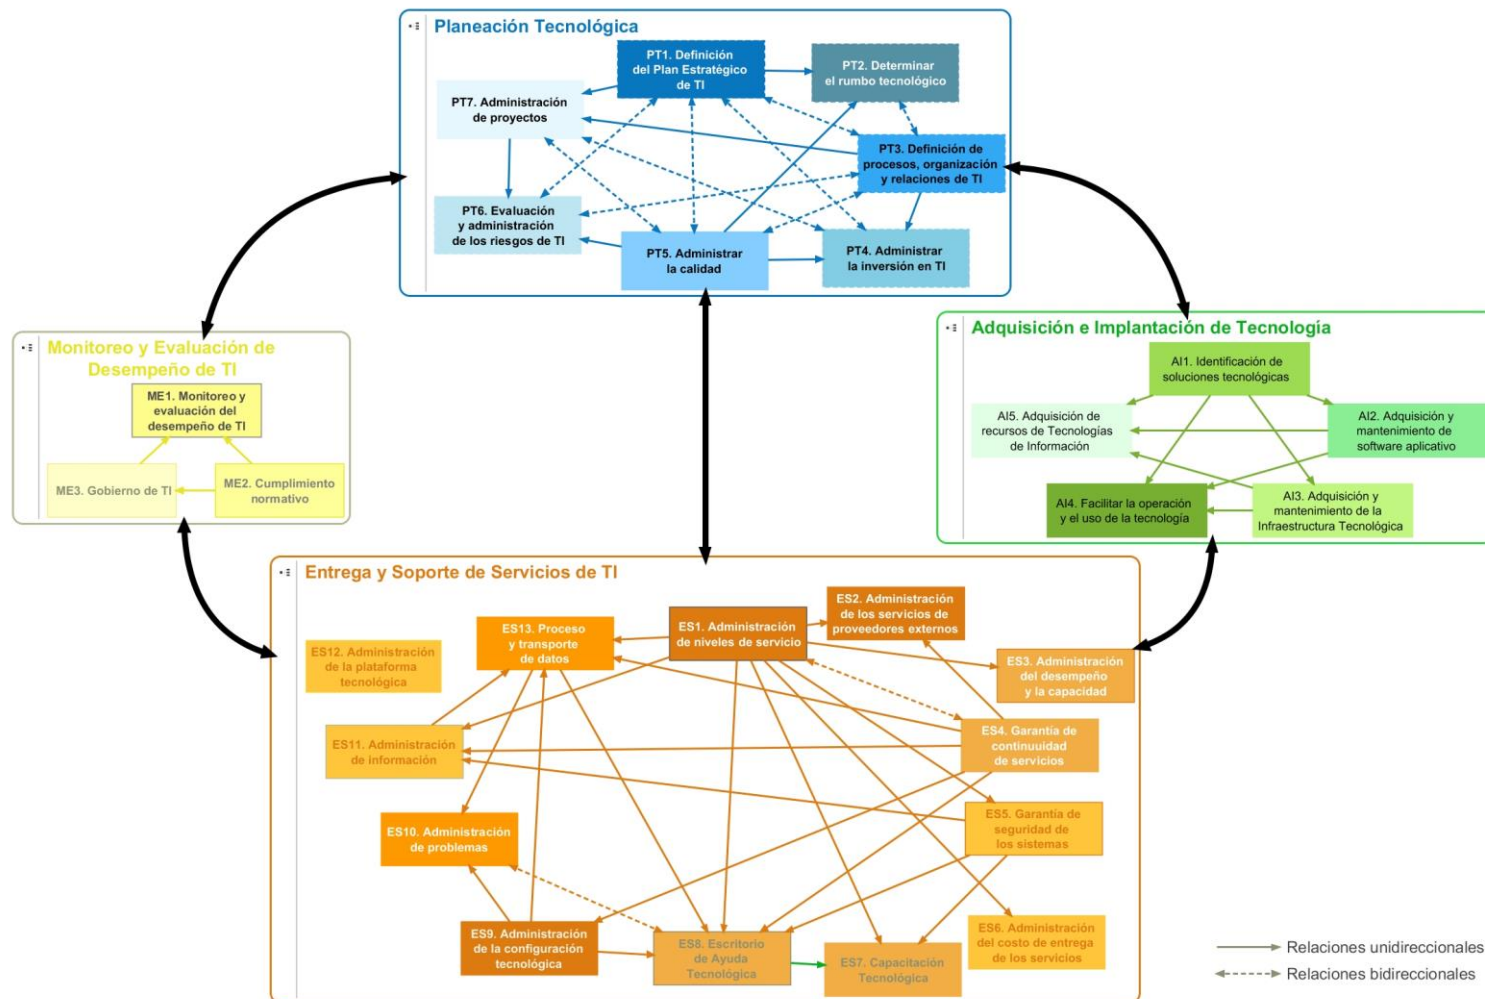 Planeación Tecnológica
PT1. Definición
del Plan Estratégico
de TI
PT2. Determinar
el rumbo tecnológico
PT7. Administración
de proyectos
PT3. Definición de
procesos, organización
y relaciones de TI
PT6. Evaluación
y administración
de los riesgos de TI
PT5. Administrar
la calidad
PT4. Administrar
la inversión en TI
Monitoreo y Evaluación de
Desempeño de TI
ME1. Monitoreo y
evaluación del
desempeño de TI
ME3. Gobierno de TI
ME2. Cumplimiento
normativo
Adquisición e Implantación de Tecnología
AI1. Identificación de
soluciones tecnológicas
AI5. Adquisición de
recursos de Tecnologías
de Información
AI2. Adquisición y
mantenimiento de
software aplicativo
AI4. Facilitar la operación
y el uso de la tecnología
AI3. Adquisición y
mantenimiento de la
Infraestructura Tecnológica
Entrega y Soporte de Servicios de TI
ES1. Administración
de niveles de servicio
ES2. Administración
de los servicios de
proveedores externos
ES13. Proceso
y transporte
de datos
ES12. Administración
de la plataforma
tecnológica
ES3. Administración
del desempeño
y la capacidad
ES11. Administración
de información
ES4. Garantía de
continuuidad
de servicios
ES10. Administración
de problemas
ES5. Garantía de
seguridad de
los sistemas
ES9. Administración
de la configuración
tecnológica
ES8. Escritorio
de Ayuda
Tecnológica
ES7. Capacitación
Tecnológica
ES6. Administración
del costo de entrega
de los servicios
Relaciones unidireccionales
Relaciones bidireccionales